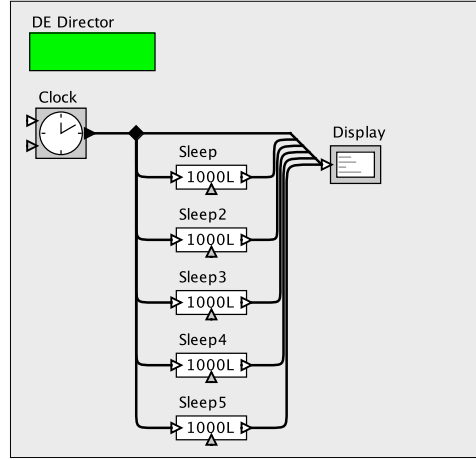 DE Director
Clock
Display
Sleep
1000L
Sleep2
1000L
Sleep3
1000L
Sleep4
1000L
Sleep5
1000L